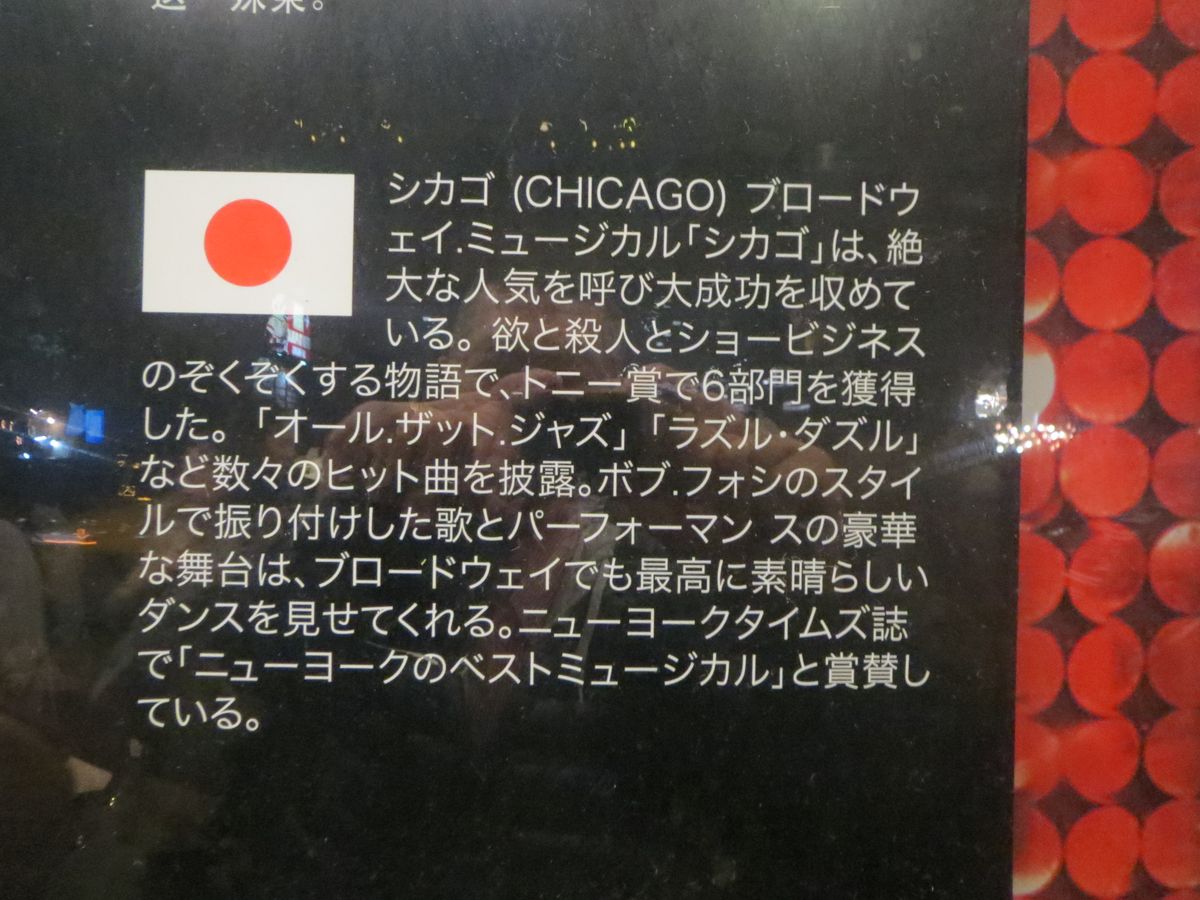 シカゴ (CHICAGO) ブロードウ
ェイ.ミュージカル「シカゴ」は、絶
大な人気を呼び大成功を収めて
いる。欲と殺人とショービジネス
のぞくぞくする物語で、トニー賞で6部門を獲得
した。「オール.ザット.ジャズ」「ラズル・ダズル」
など数々のヒット曲を披露。ボブ.フォシのスタイ
ルで振り付けした歌とパーフォーマン スの豪華
な舞台は、ブロードウェイでも最高に素晴らしい
ダンスを見せてくれる。ニューヨークタイムズ誌
で「ニューヨークのベストミュージカル」と賞賛し
ている。